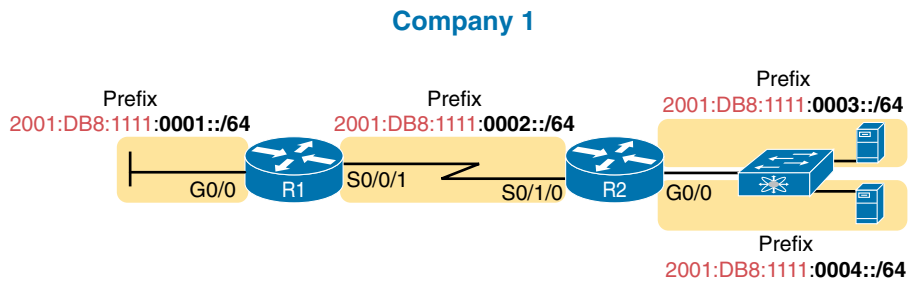 Company 1
Prefix
2001:DB8:1111:0001::/64
Prefix
2001:DB8:1111:0002::/64
Prefix
2001:DB8:1111:0003::/64
G0/0
R1
S0/0/1
S0/1/0
R2
G0/0
Prefix
2001:DB8:1111:0004::/64